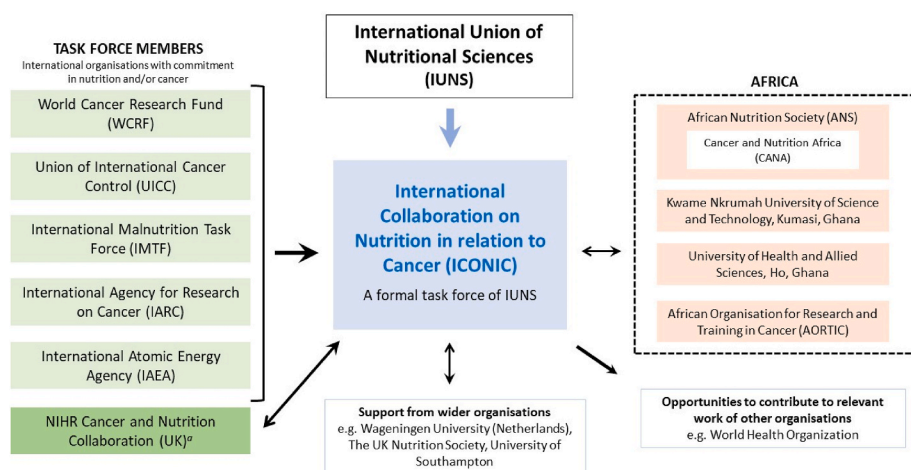 TASK FORCE MEMBERS
International organisations with commitment
in nutrition and/or cancer
World Cancer Research Fund
(WCRF)
Union of International Cancer
Control (UICC)
International Malnutrition Task
Force (IMTF)
International Agency for Research
on Cancer (IARC)
International Atomic Energy
Agency (IAEA)
NIHR Cancer and Nutrition
Collaboration (UK)ᵃ
International Union of
Nutritional Sciences
(IUNS)
International
Collaboration on
Nutrition in relation to
Cancer (ICONIC)
A formal task force of IUNS
Support from wider organisations
e.g. Wageningen University (Netherlands),
The UK Nutrition Society, University of
Southampton
AFRICA
African Nutrition Society (ANS)
Cancer and Nutrition Africa
(CANA)
Kwame Nkrumah University of Science
and Technology, Kumasi, Ghana
University of Health and Allied
Sciences, Ho, Ghana
African Organisation for Research and
Training in Cancer (AORTIC)
Opportunities to contribute to relevant
work of other organisations
e.g. World Health Organization